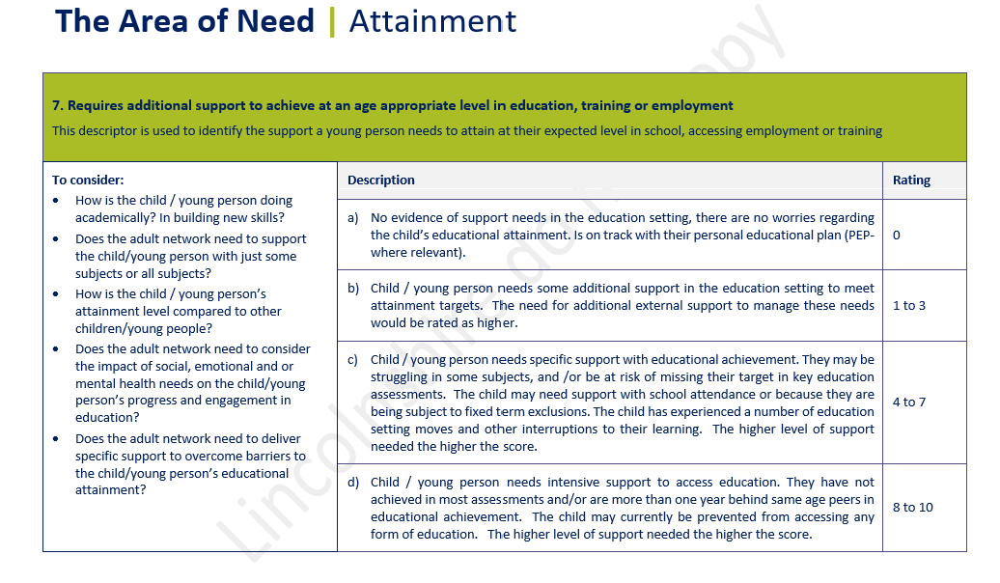 The Area of Need | Attainment
7. Requires additional support to achieve at an age appropriate level in education, training or employment
This descriptor is used to identify the support a young person needs to attain at their expected level in school, accessing employment or training
To consider:
• How is the child / young person doing
academically? In building new skills?
• Does the adult network need to support
the child/young person with just some
subjects or all subjects?
• How is the child / young person’s
attainment level compared to other
children/young people?
• Does the adult network need to consider
the impact of social, emotional and or
mental health needs on the child/young
person’s progress and engagement in
education?
• Does the adult network need to deliver
specific support to overcome barriers to
the child/young person’s educational
attainment?
Description
Rating
a) No evidence of support needs in the education setting, there are no worries regarding
the child’s educational attainment. Is on track with their personal educational plan (PEP-
where relevant).
0
b) Child / young person needs some additional support in the education setting to meet
attainment targets. The need for additional external support to manage these needs
would be rated as higher.
1 to 3
c) Child / young person needs specific support with educational achievement. They may be
struggling in some subjects, and /or be at risk of missing their target in key education
assessments. The child may need support with school attendance or because they are
being subject to fixed term exclusions. The child has experienced a number of education
setting moves and other interruptions to their learning. The higher level of support
needed the higher the score.
4 to 7
d) Child / young person needs intensive support to access education. They have not
achieved in most assessments and/or are more than one year behind same age peers in
educational achievement. The child may currently be prevented from accessing any
form of education. The higher level of support needed the higher the score.
8 to 10
Lincolnshire do